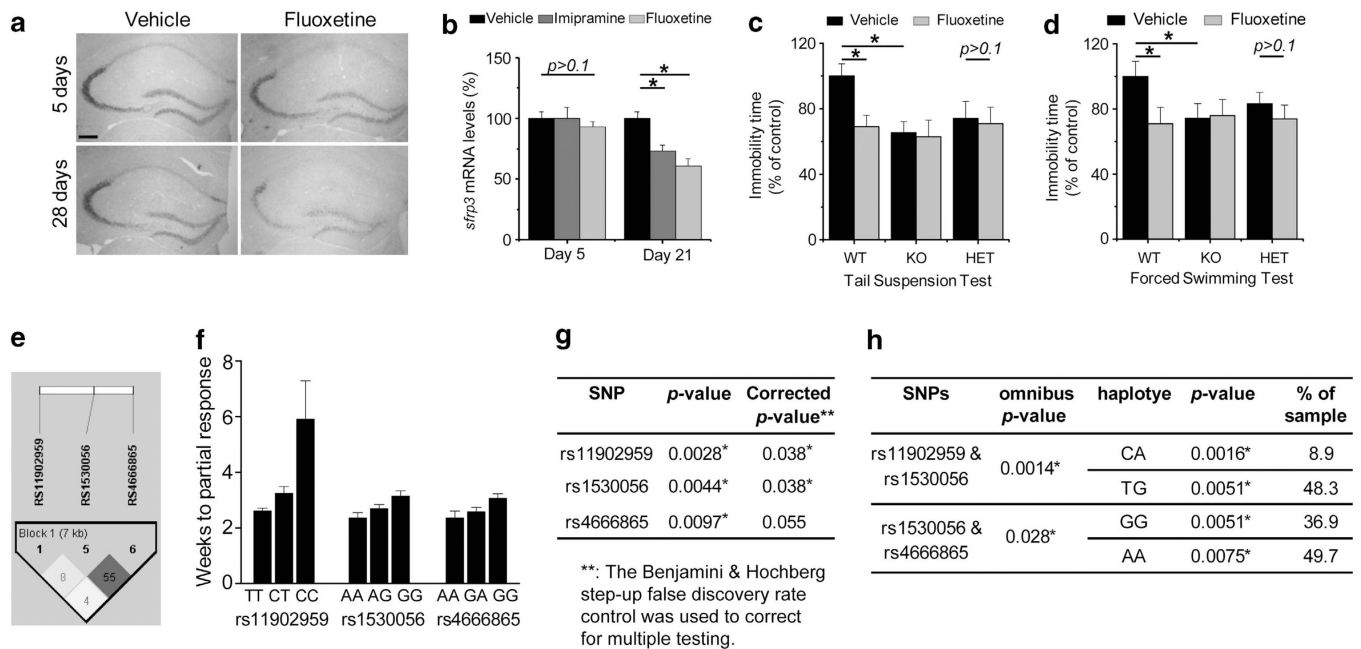 a
Vehicle
Fluoxetine
5 days
28 days
b
Vehicle
Imipramine
Fluoxetine
sfrp3 mRNA levels (%)
150
100
75
50
0
p>0.1
*
*
Day 5
Day 21
c
Vehicle
Fluoxetine
Immobility time
(% of control)
120
80
40
0
*
*
p>0.1
WT
KO
HET
Tail Suspension Test
d
Vehicle
Fluoxetine
Immobility time
(% of control)
120
80
40
0
*
*
p>0.1
WT
KO
HET
Forced Swimming Test
e
RS11902959
RS1530056
RS4666865
Block 1 (7 kb)
1
5
6
8
55
4
f
Weeks to partial response
8
6
4
2
0
TT CT CC
AA AG GG
AA GA GG
rs11902959
rs1530056
rs4666865
g
SNP
p-value
Corrected
p-value**
rs11902959 0.0028* 0.038*
rs1530056 0.0044* 0.038*
rs4666865 0.0097* 0.055
**: The Benjamini & Hochberg
step-up false discovery rate
control was used to correct
for multiple testing.
h
SNPs
omnibus
p-value
haplotye
p-value
% of
sample
rs11902959 &
rs1530056
0.0014*
CA 0.0016* 8.9
TG 0.0051* 48.3
rs1530056 &
rs4666865
0.028*
GG 0.0051* 36.9
AA 0.0075* 49.7